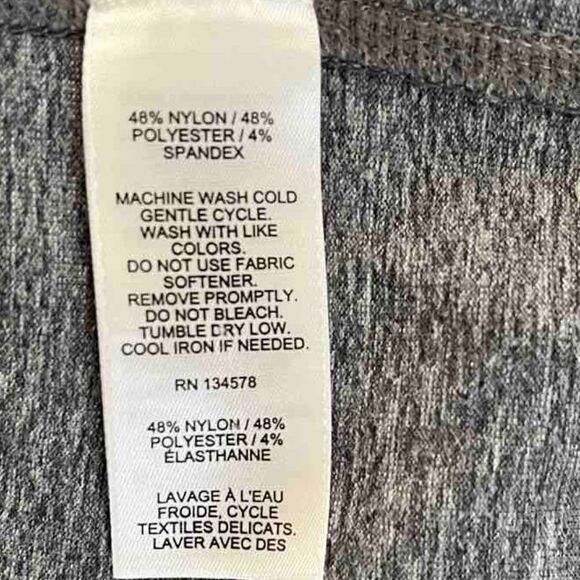 48% NYLON / 48%
POLYESTER / 4%
SPANDEX
MACHINE WASH COLD
GENTLE CYCLE.
WASH WITH LIKE
COLORS.
DO NOT USE FABRIC
SOFTENER.
REMOVE PROMPTLY.
DO NOT BLEACH.
TUMBLE DRY LOW.
COOL IRON IF NEEDED.
RN 134578
48% NYLON / 48%
POLYESTER / 4%
ÉLASTHANNE
LAVAGE À L'EAU
FROIDE, CYCLE
TEXTILES DELICATS.
LAVER AVEC DES